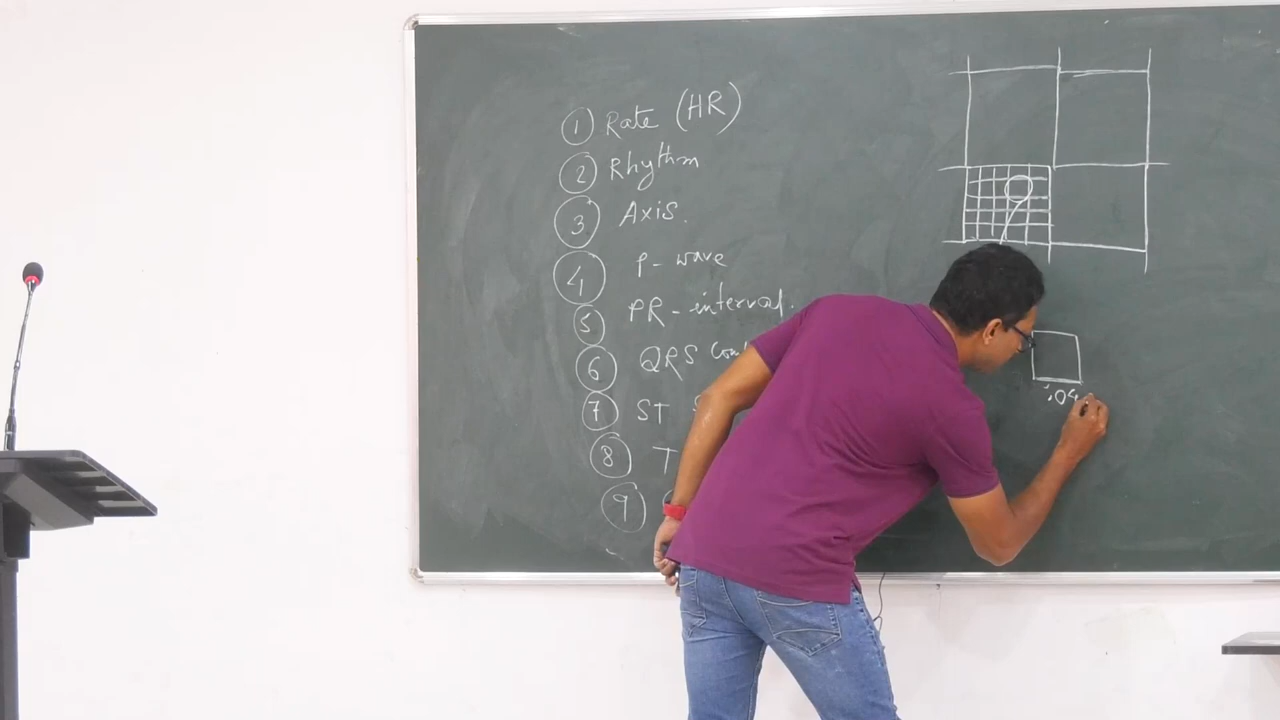 ① Rate (HR)
② Rhythm
③ Axis.
④ P-wave
⑤ PR-interval.
⑥ QRS
⑦ ST
⑧ T
⑨
.04